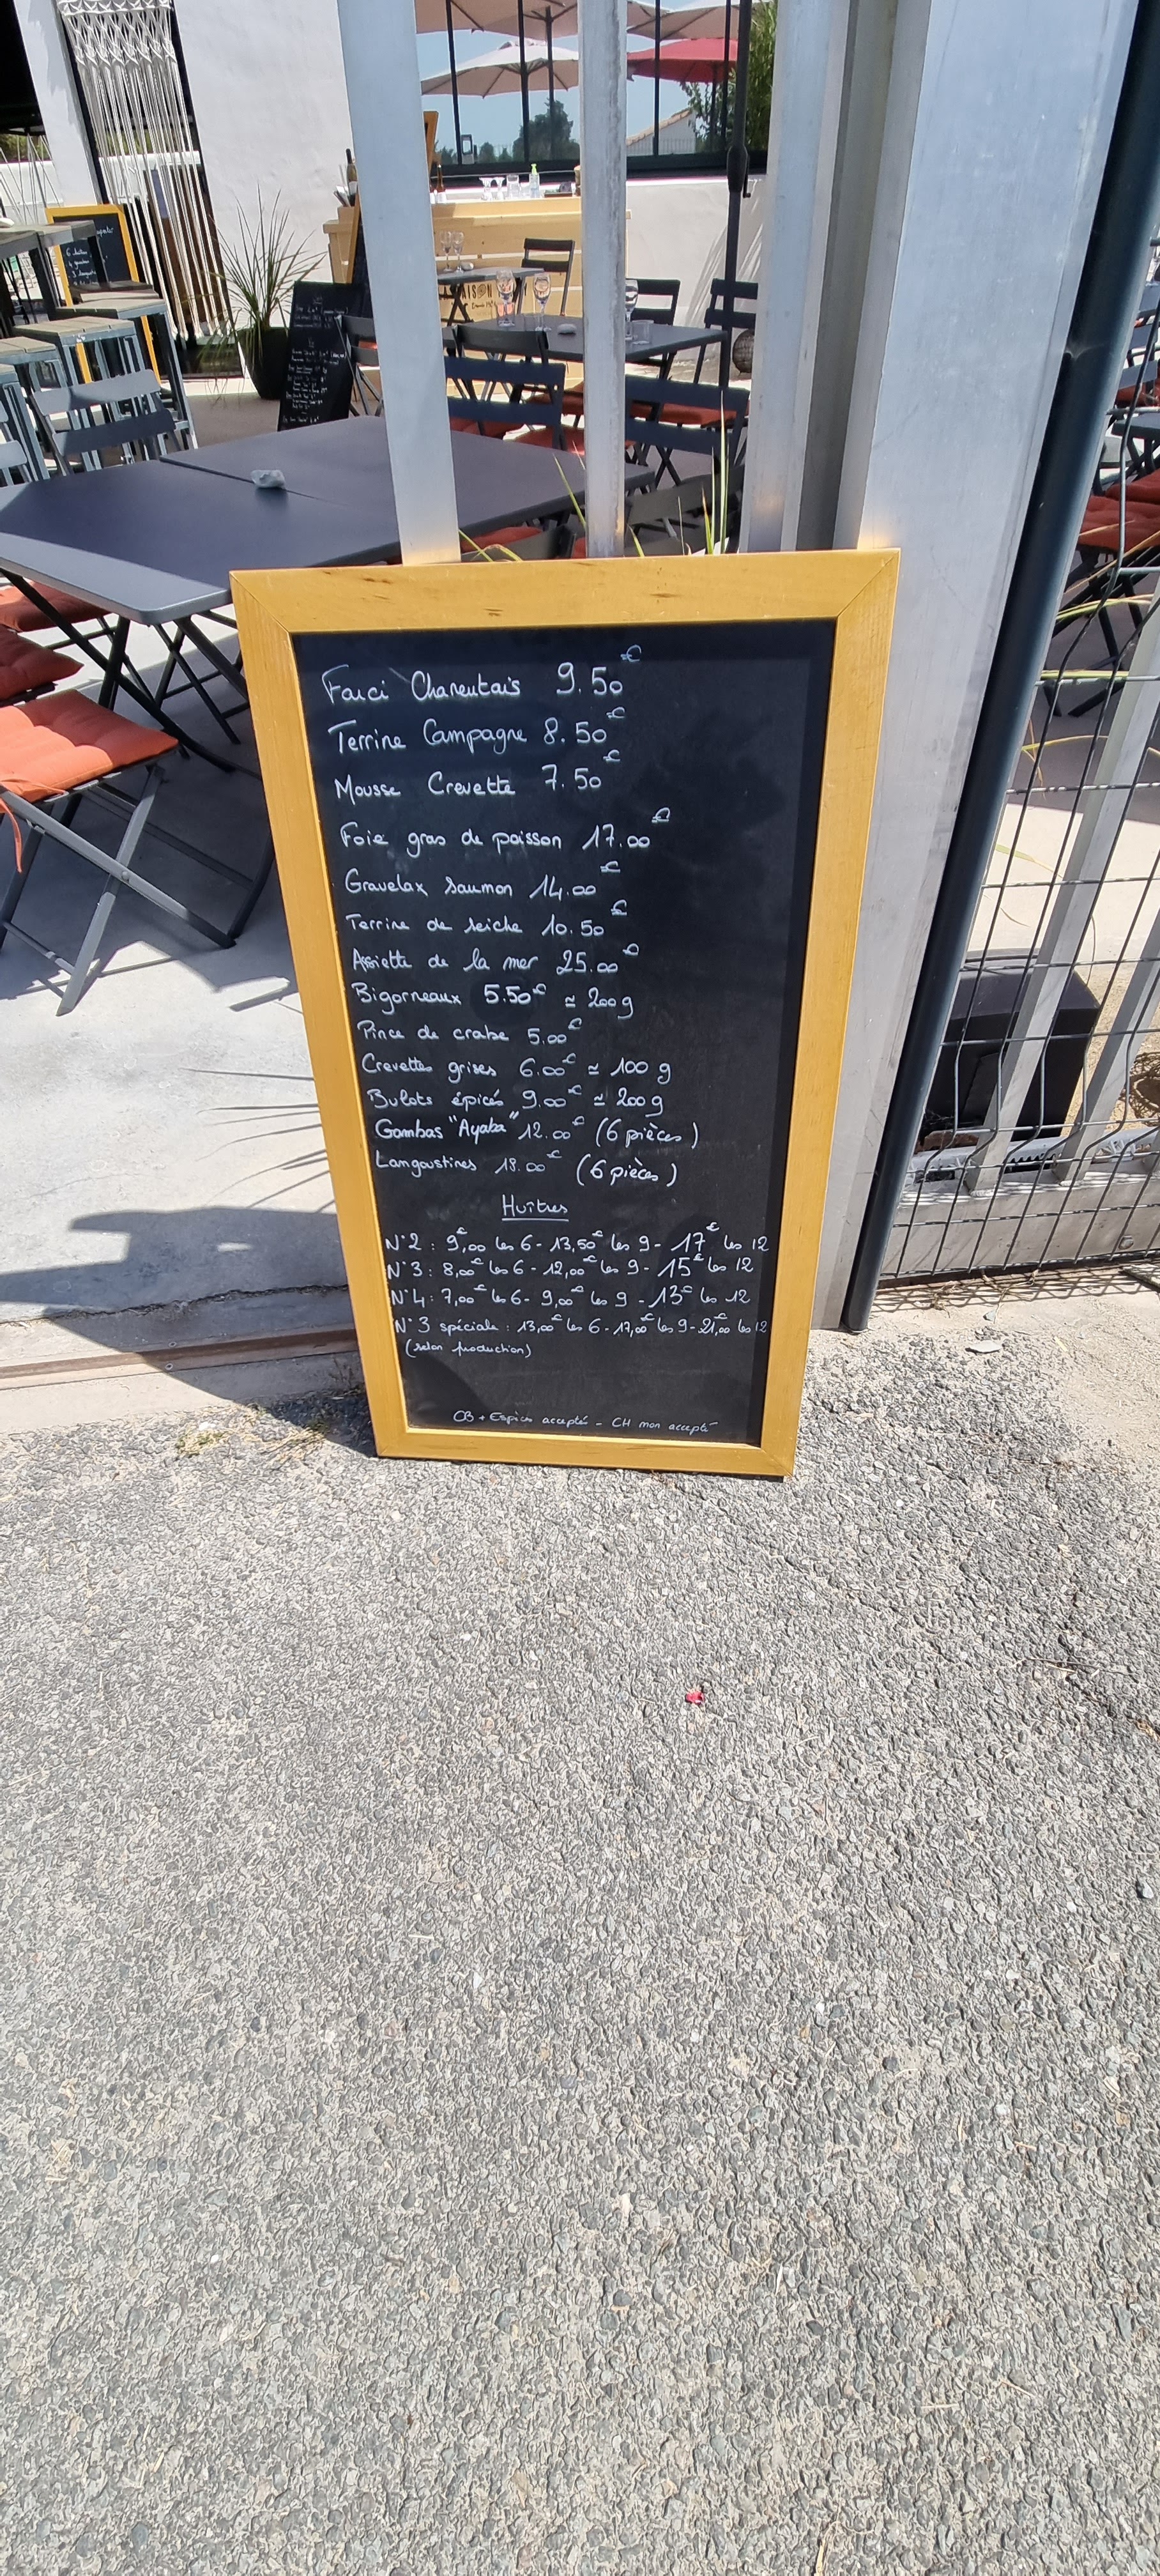 Farci Charentais 9.50€
Terrine Campagne 8.50€
Mousse Crevette 7.50€
Foie gras de poisson 17.00€
Gravelax Saumon 14.00€
Terrine de seiche 10.50€
Assiette de la mer 25.00€
Bigorneaux 5.50€ ≃ 200g
Pince de crabe 5.00€
Crevettes grises 6.00€ ≃ 100 g
Bulots épicés 9.00€ ≃ 200g
Gambas "Ayaba" 12.00€ (6 pièces)
Langoustines 18.00€ (6 pièces)
Huîtres
N°2 : 9€,00 les 6 - 13,50€ les 9 - 17€ les 12
N°3 : 8,00€ les 6 - 12,00€ les 9 - 15€ les 12
N°4 : 7,00€ les 6 - 9,00€ les 9 - 13€ les 12
N°3 spéciale : 13,00€ les 6 - 17,00€ les 9 - 21€,00 les 12
(selon production)
CB + Espèces accepté - CH non accepté